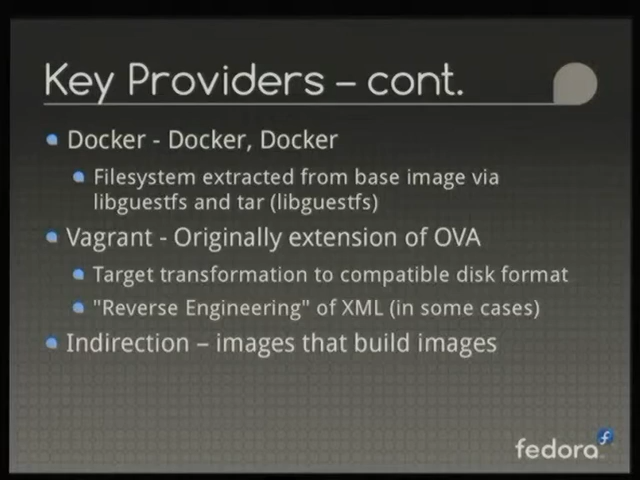 Key Providers – cont.
Docker - Docker, Docker
Filesystem extracted from base image via
libguestfs and tar (libguestfs)
Vagrant - Originally extension of OVA
Target transformation to compatible disk format
"Reverse Engineering" of XML (in some cases)
Indirection – images that build images
fedora